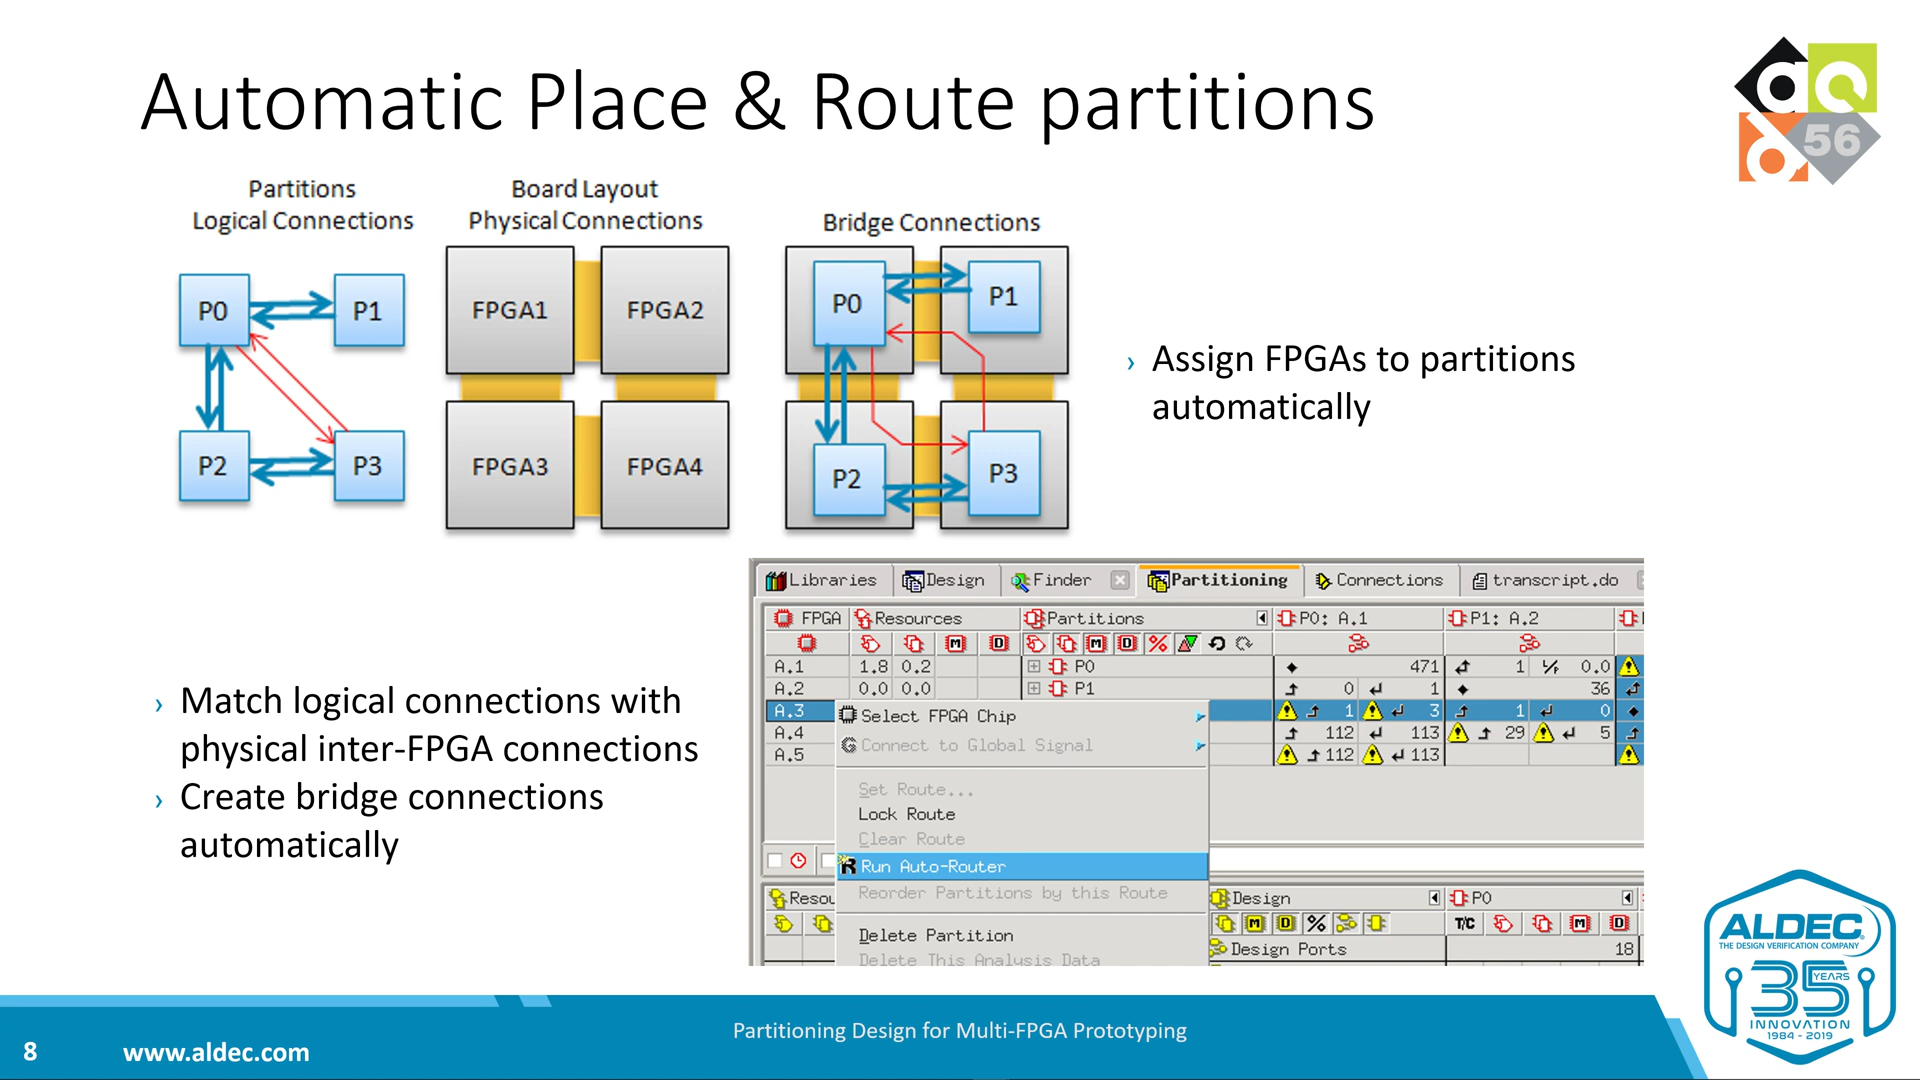 Automatic Place & Route partitions
56
Partitions
Logical Connections
Board Layout
Physical Connections
Bridge Connections
P0
P1
P2
P3
FPGA1
FPGA2
FPGA3
FPGA4
P0
P1
P2
P3
› Assign FPGAs to partitions
automatically
› Match logical connections with
physical inter-FPGA connections
› Create bridge connections
automatically
Libraries Design Finder Partitioning Connections transcript.do
FPGA Resources Partitions P0: A.1 P1: A.2
M D M D %
A.1 1.8 0.2 P0 471 1 0.0
A.2 0.0 0.0 P1 0 1 36
A.3 1 3 1 0
A.4 112 113 29 5
A.5 112 113
Select FPGA Chip
Connect to Global Signal
Set Route...
Lock Route
Clear Route
Run Auto-Router
Reorder Partitions by this Route
Delete Partition
Delete This Analysis Data
Resou Design P0
M D % T/C M D
Design Ports 18
ALDEC
THE DESIGN VERIFICATION COMPANY
35 YEARS
INNOVATION
1984 - 2019
Partitioning Design for Multi-FPGA Prototyping
8 www.aldec.com